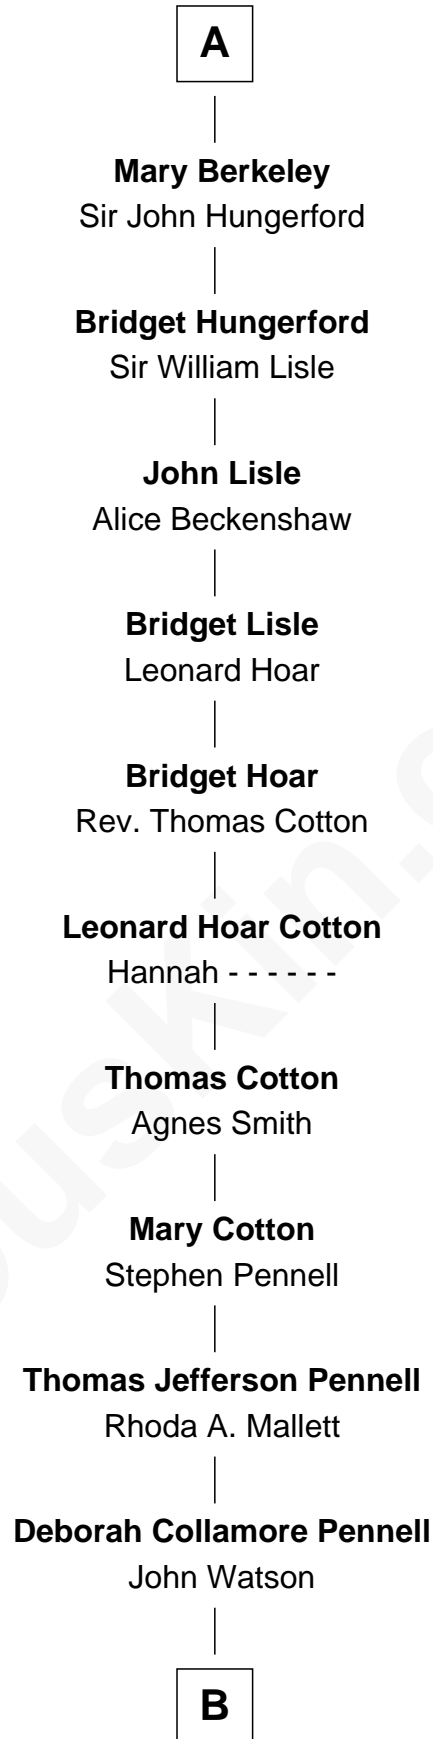 A
Mary Berkeley
Sir John Hungerford
Bridget Hungerford
Sir William Lisle
John Lisle
Alice Beckenshaw
Bridget Lisle
Leonard Hoar
Bridget Hoar
Rev. Thomas Cotton
Leonard Hoar Cotton
Hannah - - - - - -
Thomas Cotton
Agnes Smith
Mary Cotton
Stephen Pennell
Thomas Jefferson Pennell
Rhoda A. Mallett
Deborah Collamore Pennell
John Watson
B